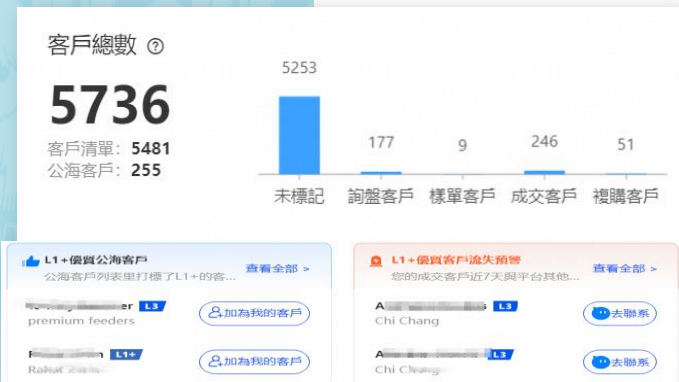 客戶總數
5736
客戶清單：5481
公海客戶：255
5253
177
9
246
51
未標記
詢盤客戶
樣單客戶
成交客戶
複購客戶
L1+優質公海客戶
公海客戶列表里打標了L1+的客...
查看全部 >
L3
premium feeders
加為我的客戶
L1+
加為我的客戶
L1+優質客戶流失預警
您的成交客戶近7天與平台其他...
查看全部 >
A
L3
Chi Chang
去聯系
A
L3
Chi
去聯系